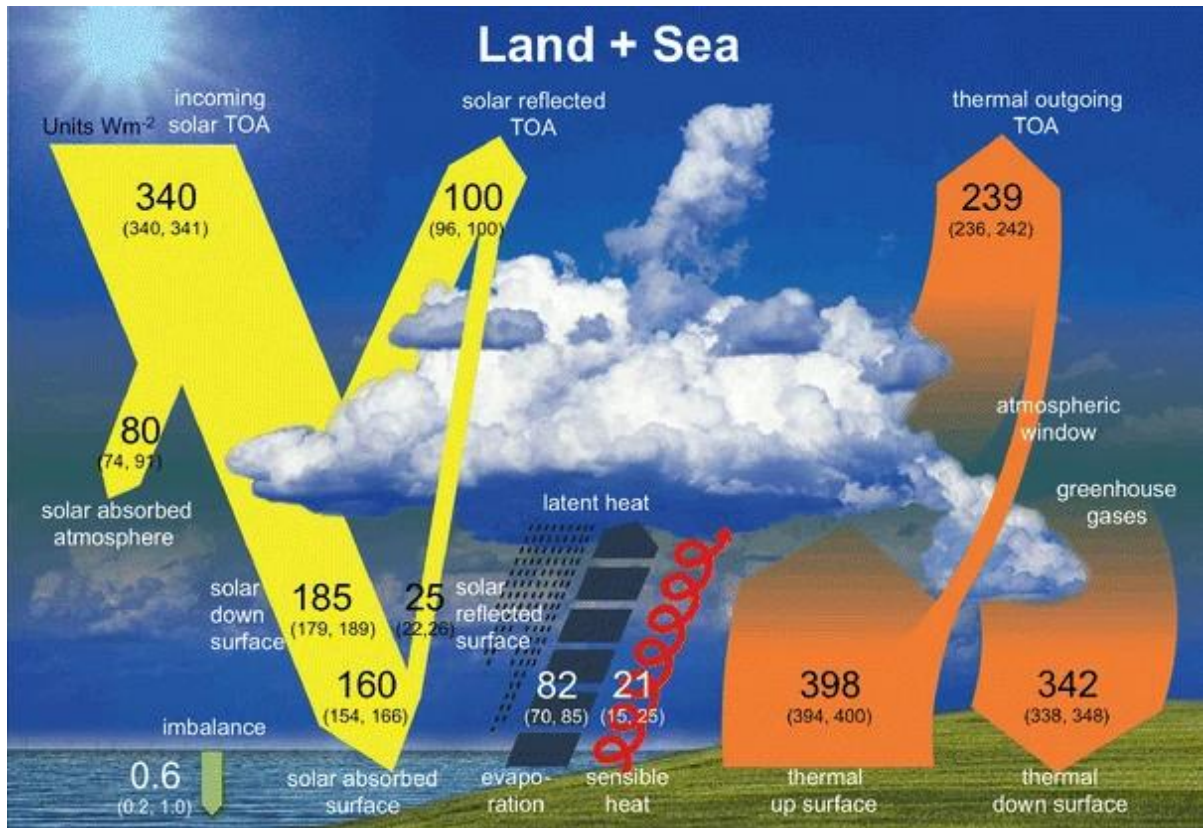 Land + Sea
Units Wm-2
incoming
solar TOA
solar reflected
TOA
thermal outgoing
TOA
340
(340, 341)
100
(96, 100)
239
(236, 242)
80
(74, 91)
solar absorbed
atmosphere
atmospheric
window
greenhouse
gases
latent heat
solar
down
surface
185
(179, 189)
25
(22,26)
solar
reflected
surface
160
(154, 166)
82
(70, 85)
21
(15, 25)
398
(394, 400)
342
(338, 348)
imbalance
0.6
(0.2, 1.0)
solar absorbed
surface
evapo-
ration
sensible
heat
thermal
up surface
thermal
down surface